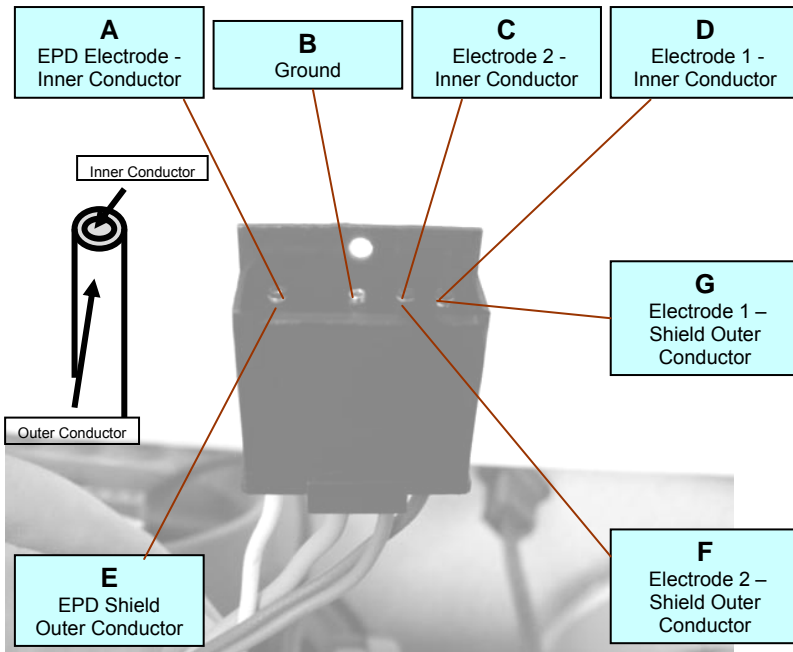 A
EPD Electrode -
Inner Conductor
B
Ground
C
Electrode 2 -
Inner Conductor
D
Electrode 1 -
Inner Conductor
Inner Conductor
G
Electrode 1 –
Shield Outer
Conductor
Outer Conductor
E
EPD Shield
Outer Conductor
F
Electrode 2 –
Shield Outer
Conductor